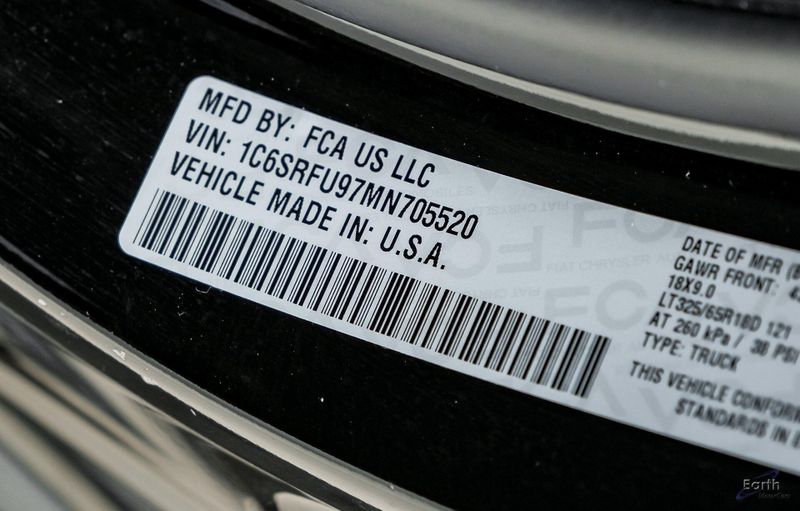 MFD BY: FCA US LLC
VIN: 1C6SRFU97MN705520
VEHICLE MADE IN: U.S.A.
DATE OF MFR
GAWR FRONT:
18X9.0
LT325/65R18D 121
AT 260 kPa / 38 PSI
TYPE: TRUCK
THIS VEHICLE
STANDARDS IN
Earth
MotorCars